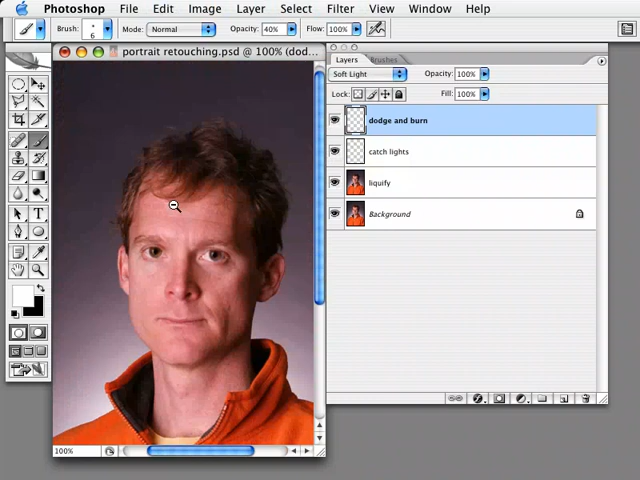 Photoshop File Edit Image Layer Select Filter View Window Help
Brush: 6 Mode: Normal Opacity: 40% Flow: 100%
portrait retouching.psd @ 100% (dod...
Layers Brushes
Soft Light Opacity: 100%
Lock: Fill: 100%
dodge and burn
catch lights
liquify
Background
T
100%